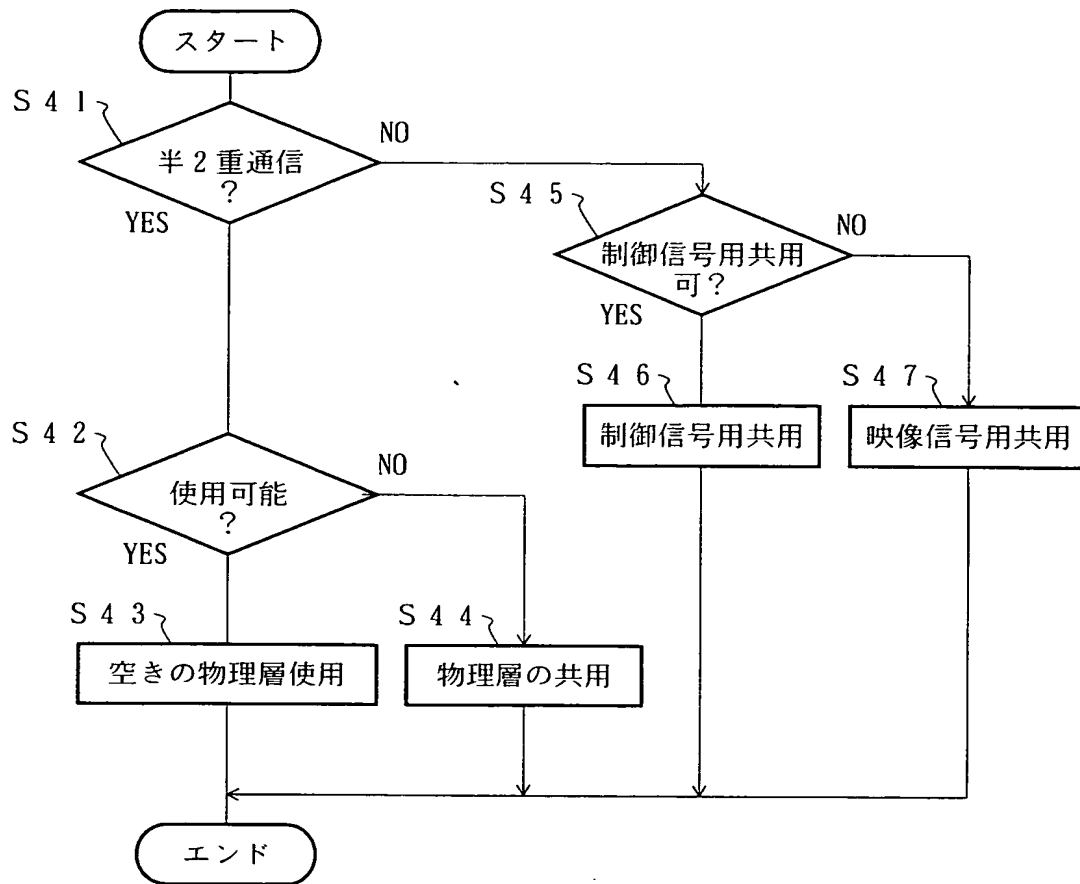 スタート
S41
半2重通信
?
NO
YES
S45
制御信号用共用
可?
NO
YES
S46
制御信号用共用
S47
映像信号用共用
S42
使用可能
?
NO
YES
S43
空きの物理層使用
S44
物理層の共用
エンド